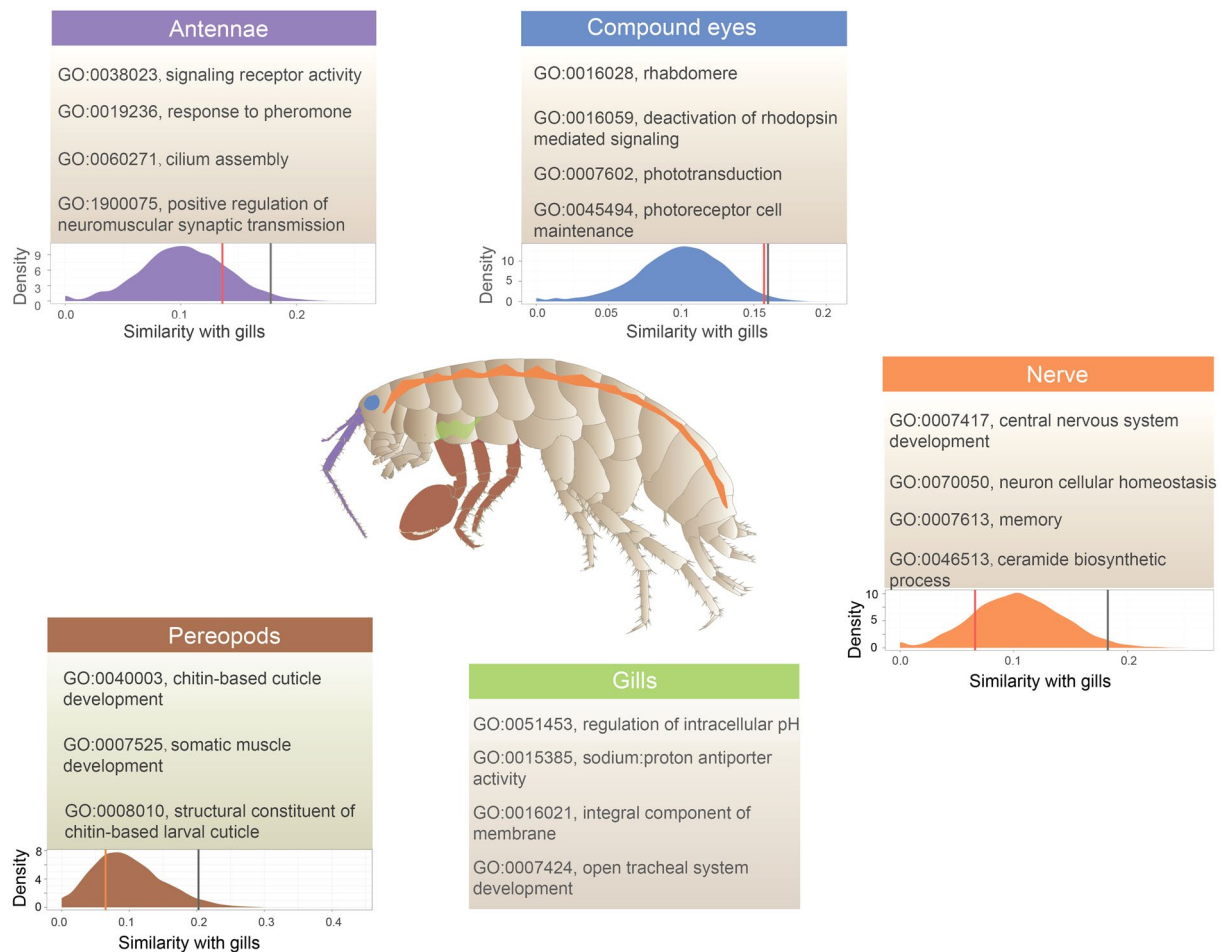 Antennae
GO:0038023, signaling receptor activity
GO:0019236, response to pheromone
GO:0060271, cilium assembly
GO:1900075, positive regulation of
neuromuscular synaptic transmission
Density
9
6
3
0
0.0
0.1
0.2
Similarity with gills
Compound eyes
GO:0016028, rhabdomere
GO:0016059, deactivation of rhodopsin
mediated signaling
GO:0007602, phototransduction
GO:0045494, photoreceptor cell
maintenance
Density
10
5
0
0.0
0.05
0.1
0.15
0.2
Similarity with gills
Nerve
GO:0007417, central nervous system
development
GO:0070050, neuron cellular homeostasis
GO:0007613, memory
GO:0046513, ceramide biosynthetic
process
Density
10
5
0
0.0
0.1
0.2
Similarity with gills
Pereopods
GO:0040003, chitin-based cuticle
development
GO:0007525, somatic muscle
development
GO:0008010, structural constituent of
chitin-based larval cuticle
Density
8
4
0
0.0
0.1
0.2
0.3
0.4
Similarity with gills
Gills
GO:0051453, regulation of intracellular pH
GO:0015385, sodium:proton antiporter
activity
GO:0016021, integral component of
membrane
GO:0007424, open tracheal system
development